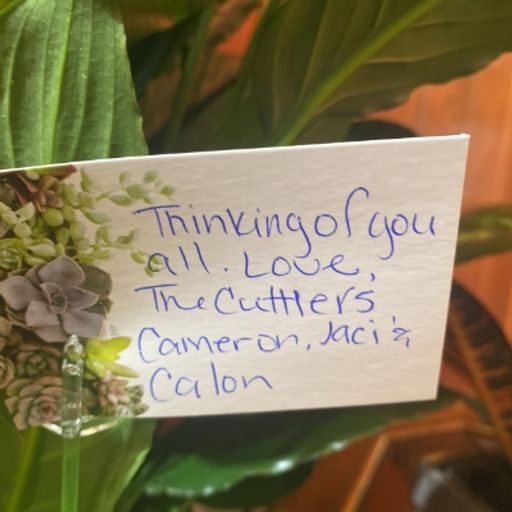 Thinking of you
all. Love,
The Cuttlers
Cameron, Jaci &
Calon